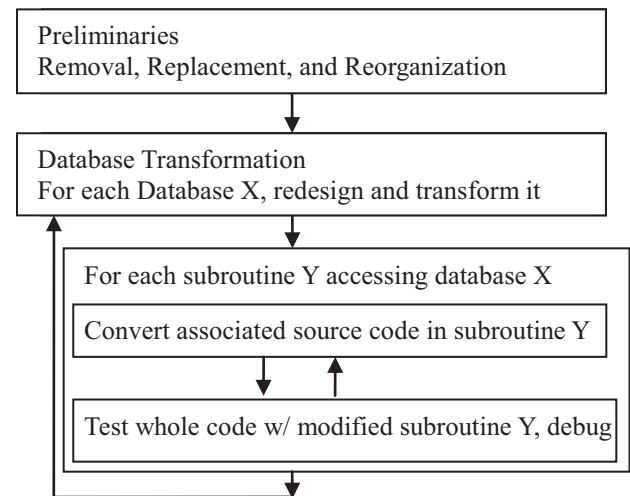 Preliminaries
Removal, Replacement, and Reorganization
Database Transformation
For each Database X, redesign and transform it
For each subroutine Y accessing database X
Convert associated source code in subroutine Y
Test whole code w/ modified subroutine Y, debug